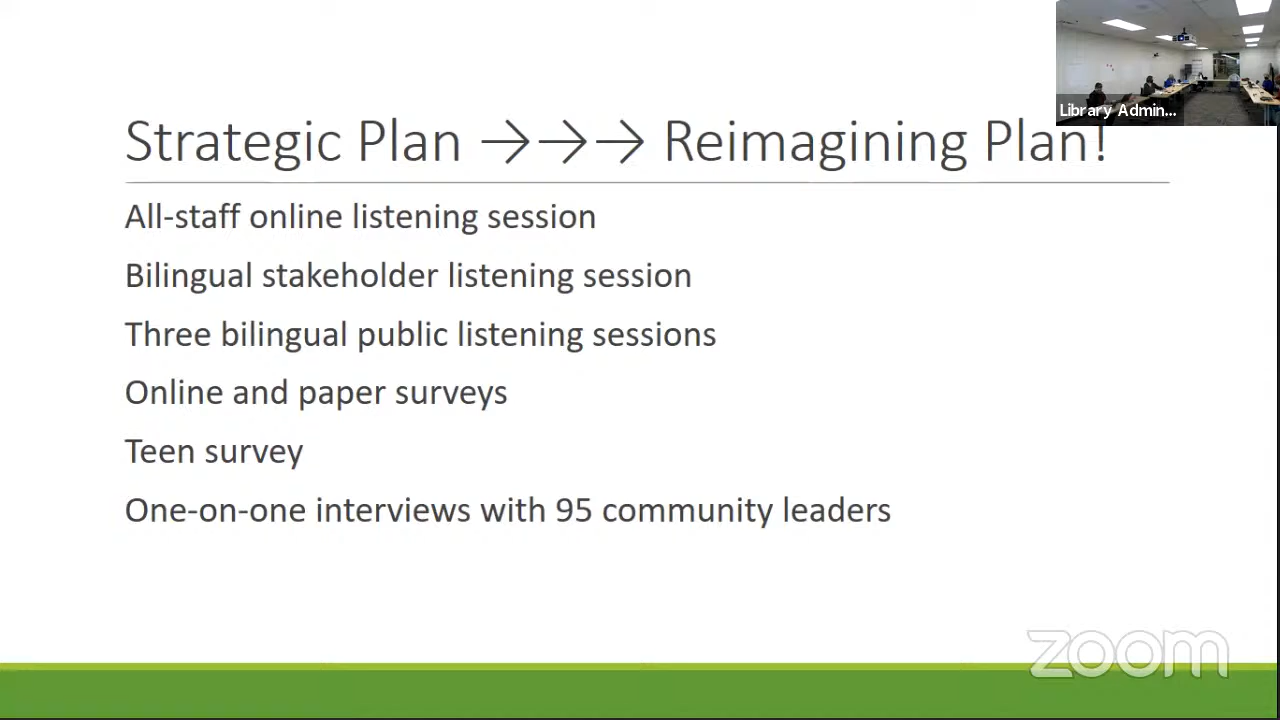 Library Admin...
Strategic Plan →→→ Reimagining Plan!
All-staff online listening session
Bilingual stakeholder listening session
Three bilingual public listening sessions
Online and paper surveys
Teen survey
One-on-one interviews with 95 community leaders
zoom